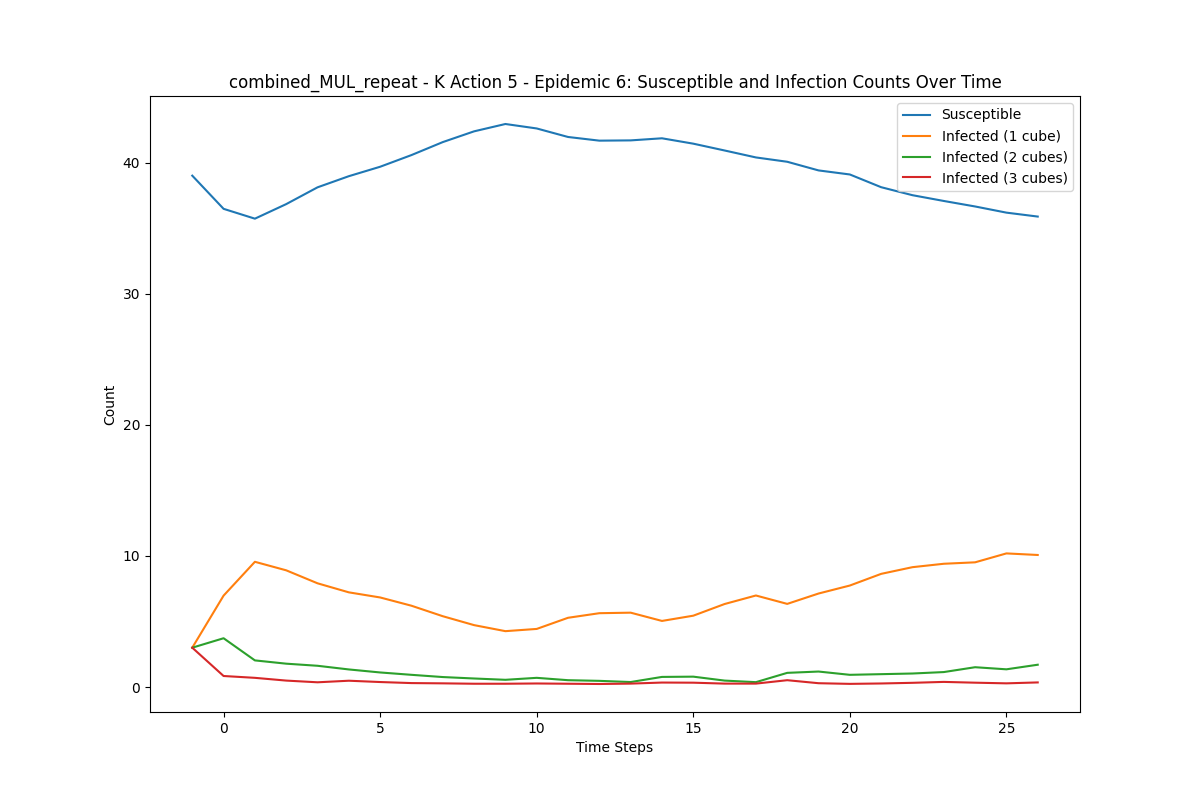 combined_MUL_repeat - K Action 5 - Epidemic 6: Susceptible and Infection Counts Over Time
Susceptible
Infected (1 cube)
Infected (2 cubes)
Infected (3 cubes)
40
30
20
10
0
Count
0 5 10 15 20 25
Time Steps